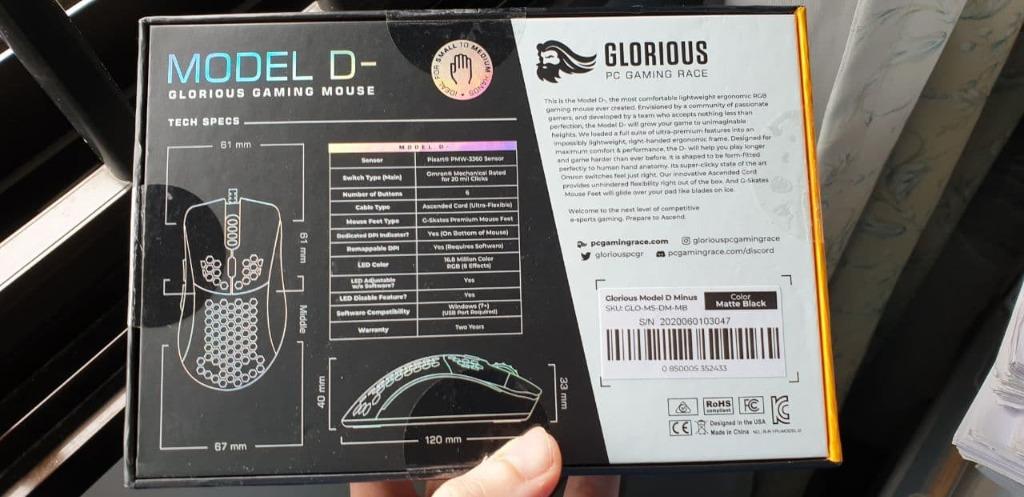 MODEL D-
GLORIOUS GAMING MOUSE
IDEAL FOR SMALL TO MEDIUM HANDS
TECH SPECS
61 mm
61 mm
Middle
67 mm
MODEL D-
Sensor Pixart® PMW-3360 Sensor
Switch Type (Main) Omron® Mechanical Rated
for 20 mil Clicks
Number of Buttons 6
Cable Type Ascended Cord (Ultra-Flexible)
Mouse Feet Type G-Skates Premium Mouse Feet
Dedicated DPI Indicator? Yes (On Bottom of Mouse)
Remappable DPI Yes (Requires Software)
LED Color 16.8 Million Color
RGB (8 Effects)
LED Adjustable
w/o Software? Yes
LED Disable Feature? Yes
Software Compatibility Windows (7+)
(USB Port Required)
Warranty Two Years
40 mm
33 mm
120 mm
GLORIOUS
PC GAMING RACE
This is the Model D-, the most comfortable lightweight ergonomic RGB
gaming mouse ever created. Envisioned by a community of passionate
gamers, and developed by a team who accepts nothing less than
perfection, the Model D- will grow your game to unimaginable
heights. We loaded a full suite of ultra-premium features into an
impossibly lightweight, right-handed ergonomic frame. Designed for
maximum comfort & performance, the D- will help you play longer
and game harder than ever before. It is shaped to be form-fitted
perfectly to human hand anatomy. Its super-clicky state of the art
Omron switches feel just right. Our innovative Ascended Cord
provides unhindered flexibility right out of the box. And G-Skates
Mouse Feet will glide over your pad like blades on ice.
Welcome to the next level of competitive
e-sports gaming. Prepare to Ascend.
pcgamingrace.com gloriouspcgamingrace
gloriouspcgr pcgamingrace.com/discord
Glorious Model D Minus
SKU: GLO-MS-DM-MB
Color
Matte Black
S/N 2020060103047
0 850005 352433
RoHS
compliant
FC
CE
Designed in the USA
Made in China